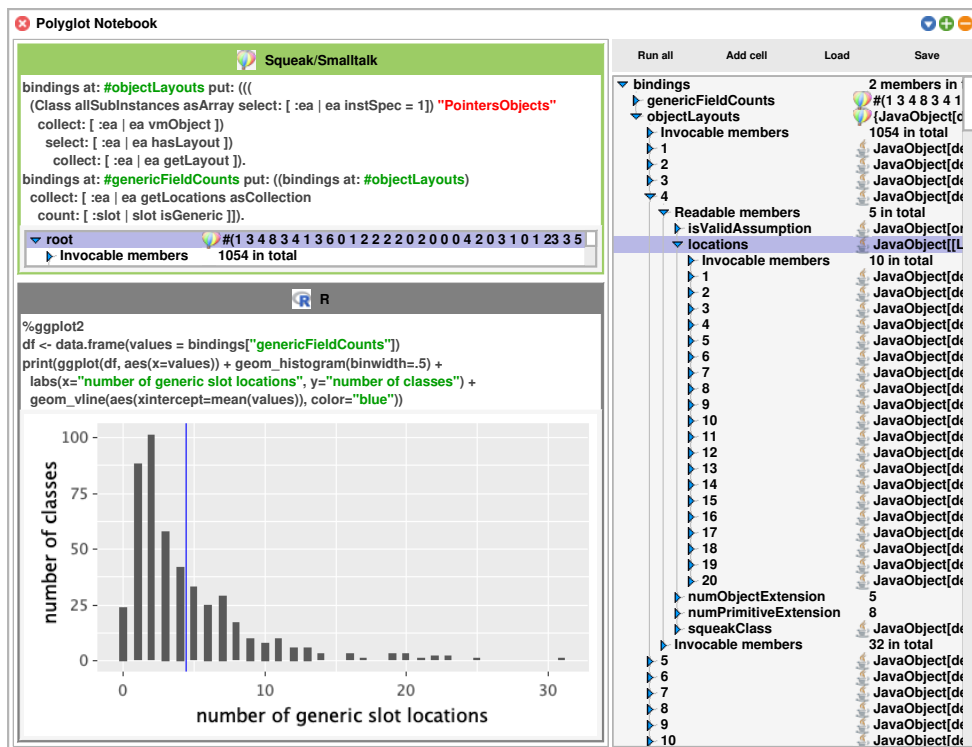 Polyglot Notebook
Squeak/Smalltalk
bindings at: #objectLayouts put: (((
(Class allSubInstances asArray select: [ :ea | ea instSpec = 1]) "PointersObjects"
collect: [ :ea | ea vmObject ])
select: [ :ea | ea hasLayout ])
collect: [ :ea | ea getLayout ]).
bindings at: #genericFieldCounts put: ((bindings at: #objectLayouts)
collect: [ :ea | ea getLocations asCollection
count: [ :slot | slot isGeneric ]]).
root #(1 3 4 8 3 4 1 3 6 0 1 2 2 2 2 0 2 0 0 0 4 2 0 3 1 0 1 23 3 5
Invocable members 1054 in total
R
%ggplot2
df <- data.frame(values = bindings["genericFieldCounts"])
print(ggplot(df, aes(x=values)) + geom_histogram(binwidth=.5) +
labs(x="number of generic slot locations", y="number of classes") +
geom_vline(aes(xintercept=mean(values)), color="blue"))
number of classes
100
75
50
25
0
0 10 20 30
number of generic slot locations
Run all Add cell Load Save
bindings 2 members in
genericFieldCounts #(1 3 4 8 3 4 1
objectLayouts {JavaObject[
Invocable members 1054 in total
1 JavaObject[de
2 JavaObject[de
3 JavaObject[de
4 JavaObject[de
Readable members 5 in total
isValidAssumption JavaObject[or
locations JavaObject[[L
Invocable members 10 in total
1 JavaObject[de
2 JavaObject[de
3 JavaObject[de
4 JavaObject[de
5 JavaObject[de
6 JavaObject[de
7 JavaObject[de
8 JavaObject[de
9 JavaObject[de
10 JavaObject[de
11 JavaObject[de
12 JavaObject[de
13 JavaObject[de
14 JavaObject[de
15 JavaObject[de
16 JavaObject[de
17 JavaObject[de
18 JavaObject[de
19 JavaObject[de
20 JavaObject[de
numObjectExtension 5
numPrimitiveExtension 8
squeakClass JavaObject[de
Invocable members 32 in total
5 JavaObject[de
6 JavaObject[de
7 JavaObject[de
8 JavaObject[de
9 JavaObject[de
10 JavaObject[de